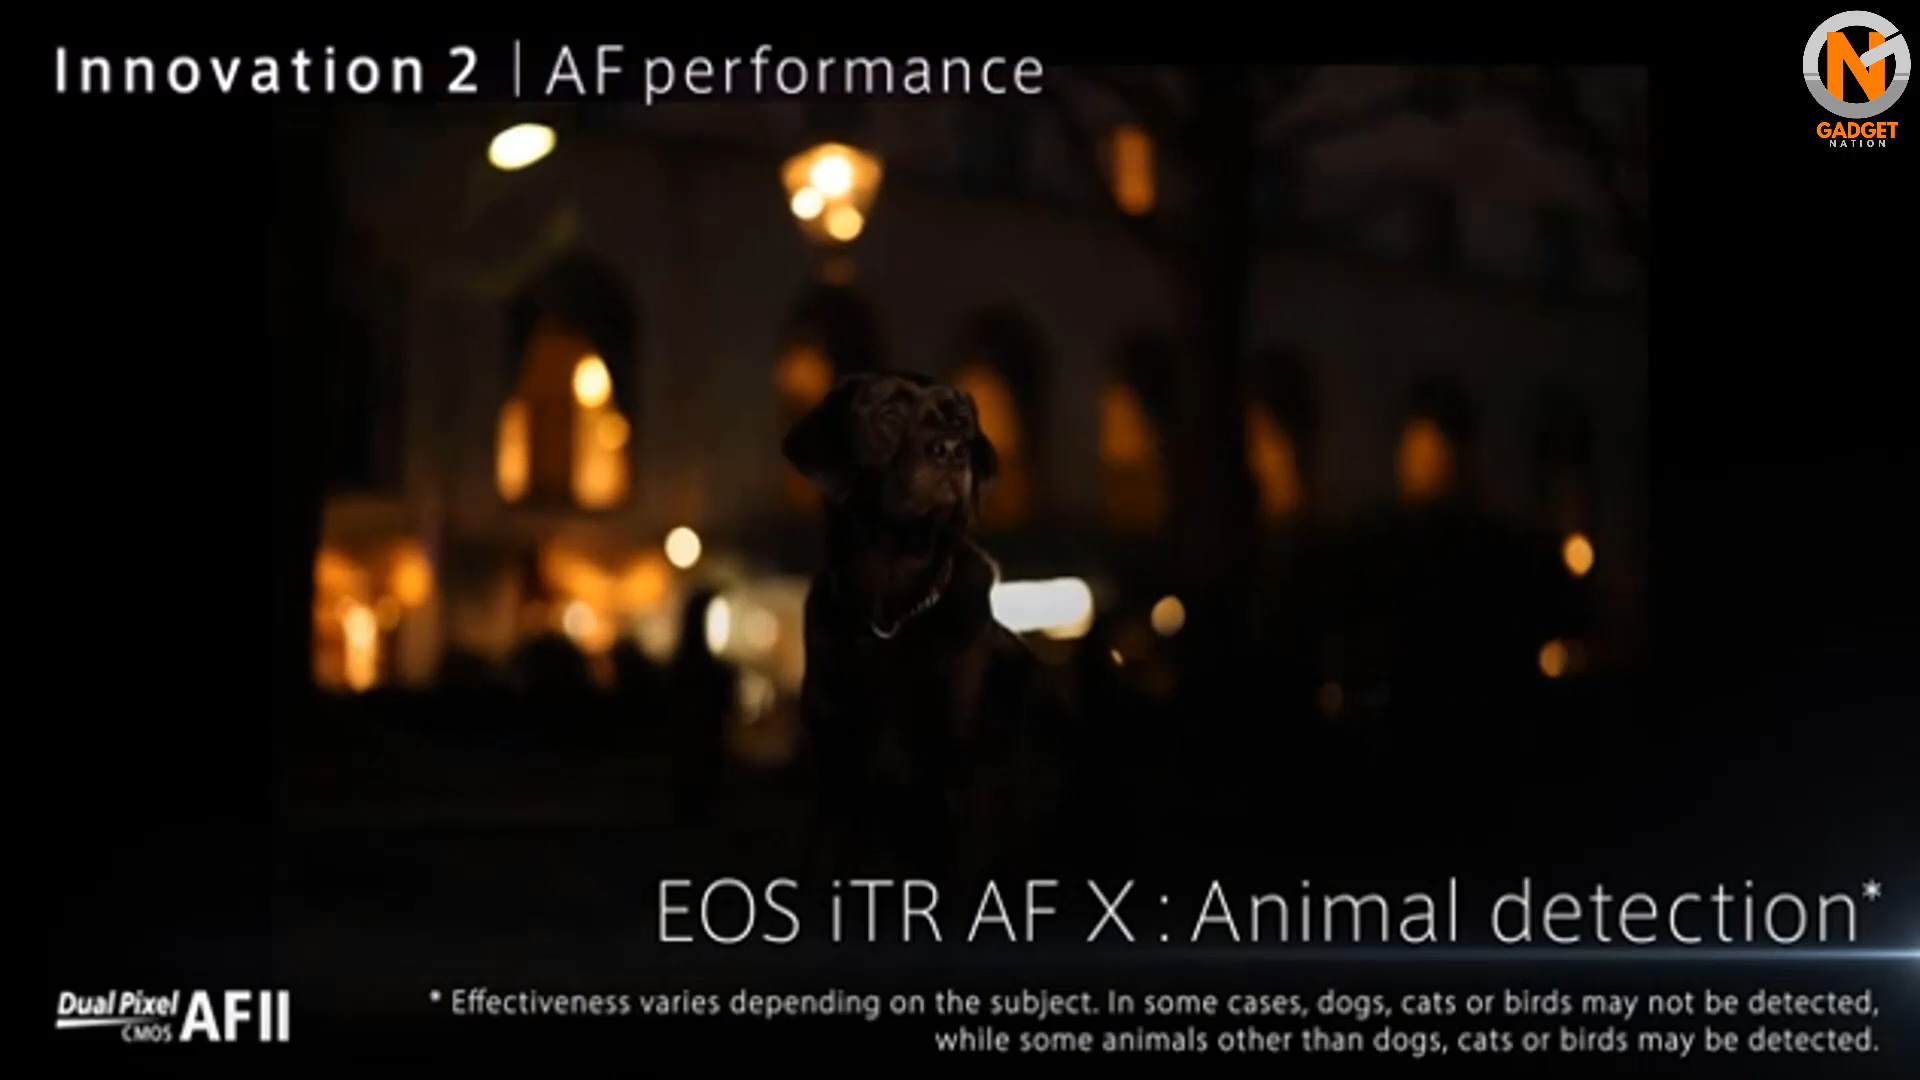 Innovation 2 | AF performance
GADGET
NATION
EOS iTR AF X : Animal detection*
Dual Pixel
CMOS AF II
* Effectiveness varies depending on the subject. In some cases, dogs, cats or birds may not be detected,
while some animals other than dogs, cats or birds may be detected.